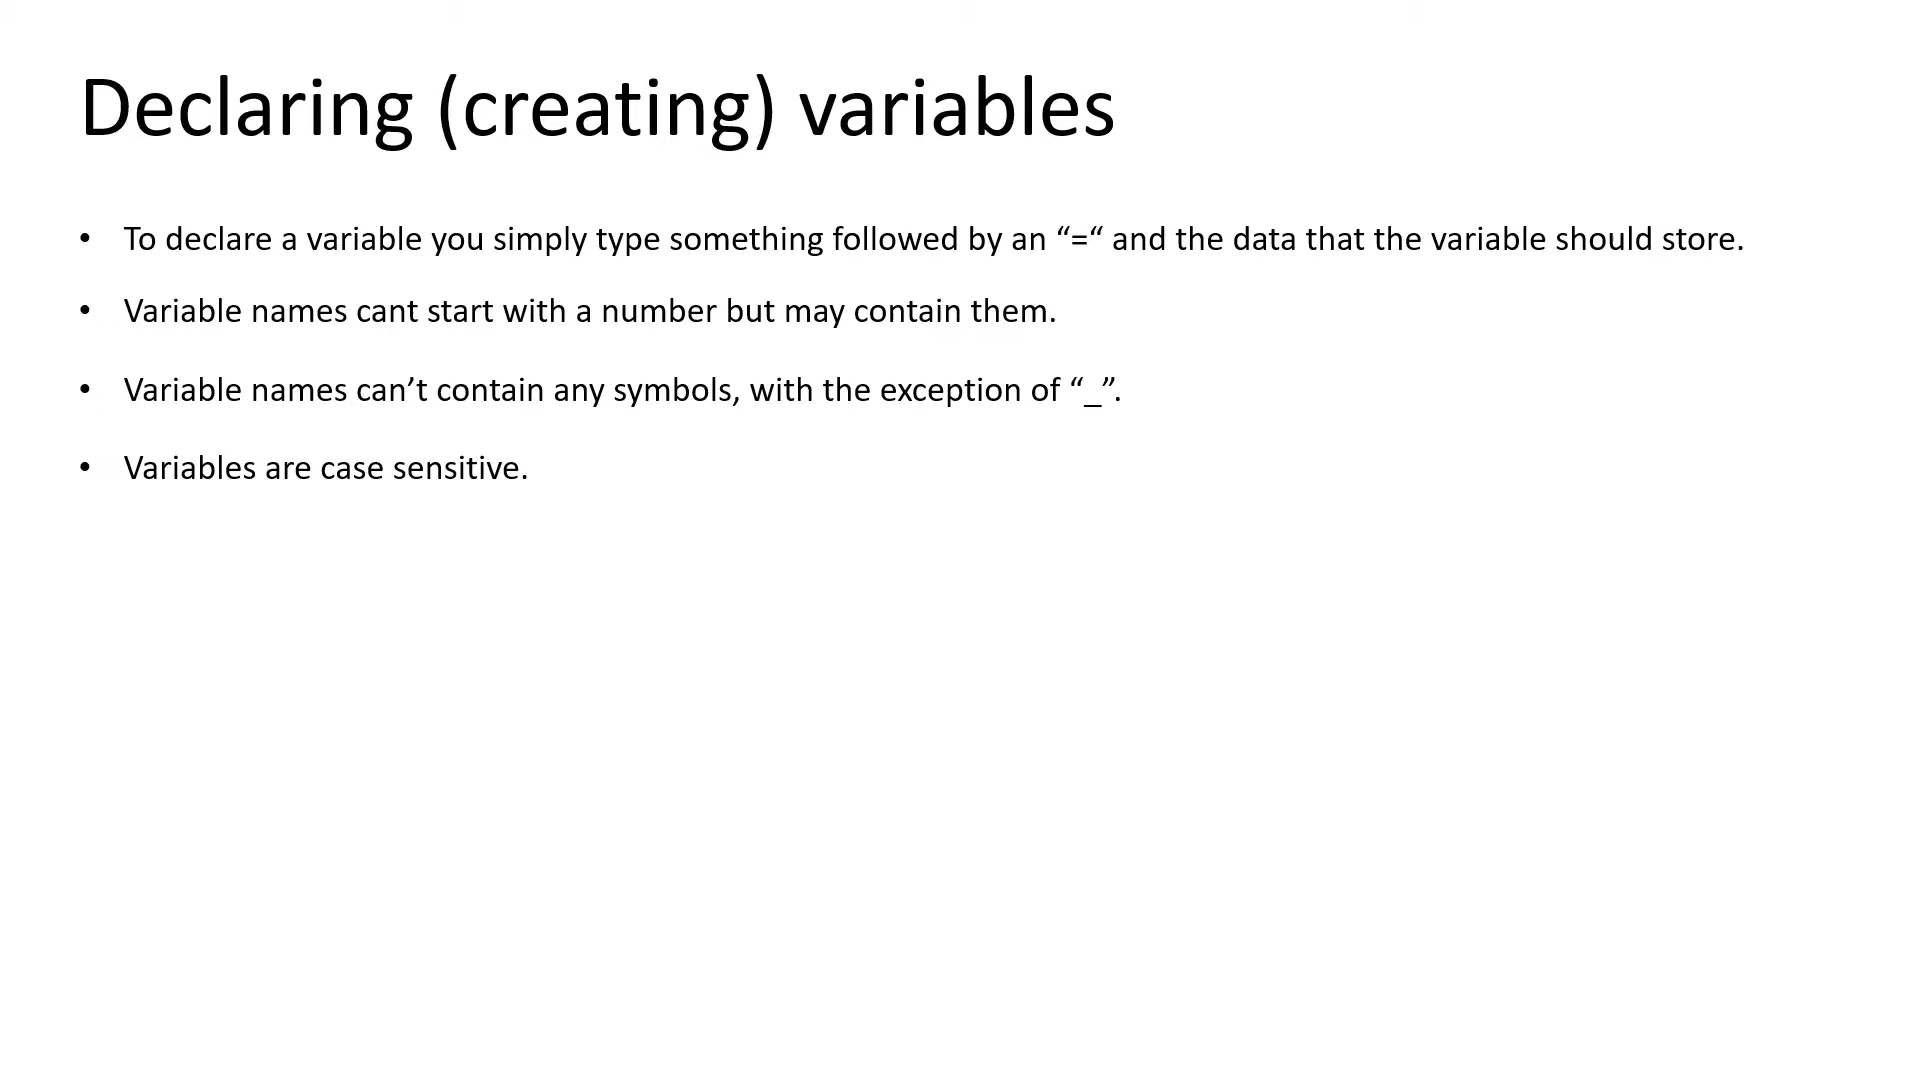 Declaring (creating) variables
• To declare a variable you simply type something followed by an “=“ and the data that the variable should store.
• Variable names cant start with a number but may contain them.
• Variable names can’t contain any symbols, with the exception of “_”.
• Variables are case sensitive.